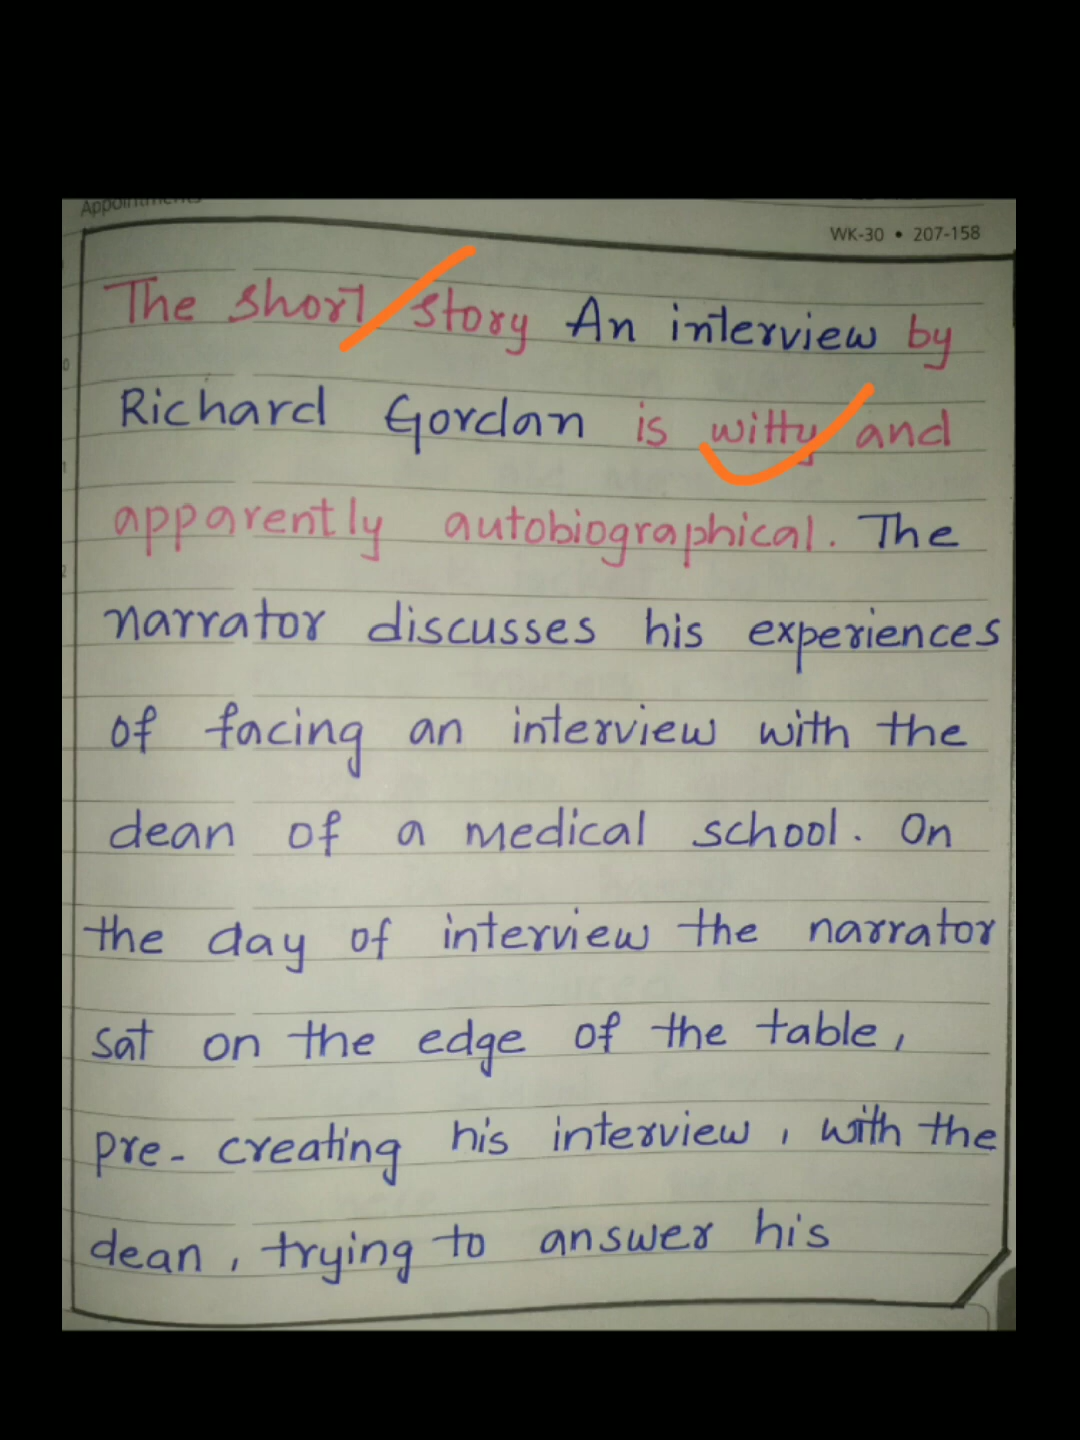 Appointments
WK-30 • 207-158
The short story An interview by
Richard Gordan is witty and
apparently autobiographical. The
narrator discusses his experiences
of facing an interview with the
dean of a medical school. On
the day of interview the narrator
sat on the edge of the table,
pre-creating his interview, with the
dean, trying to answer his